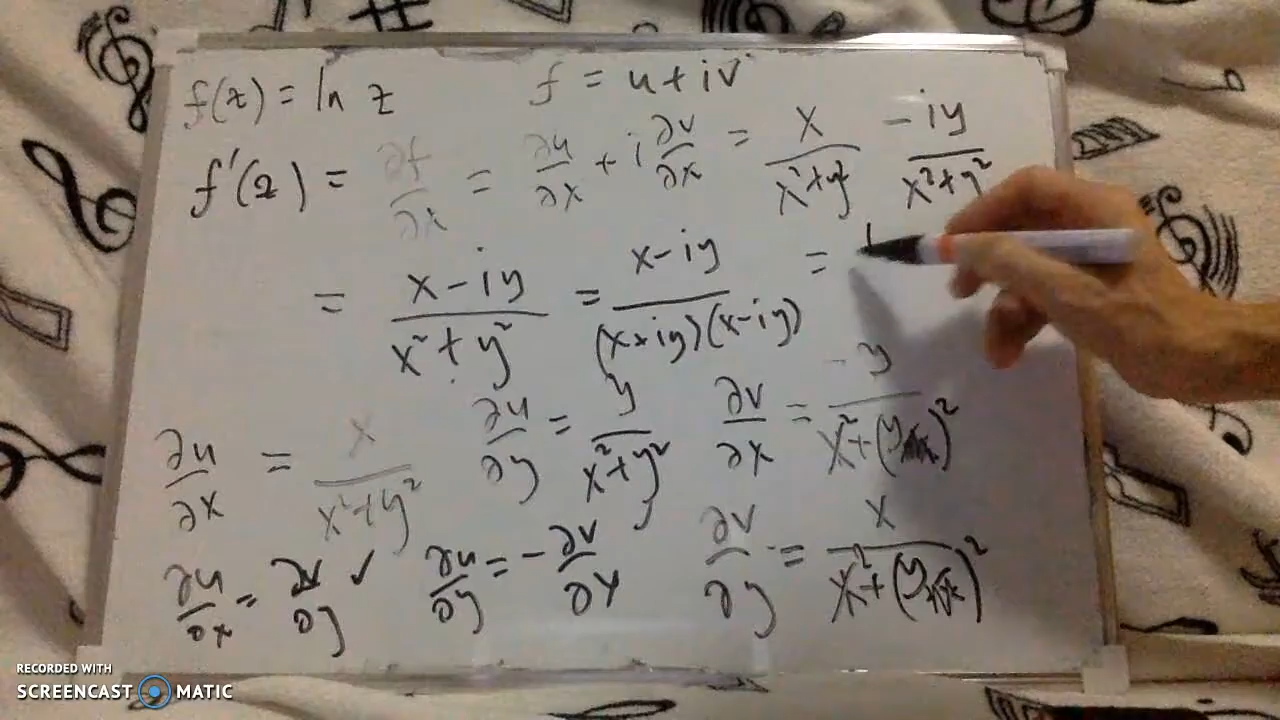 f(z) = ln z    f = u + iv
f'(z) = ∂f/∂x = ∂u/∂x + i ∂v/∂x = x/(x²+y²) - iy/(x²+y²)
= (x-iy)/(x²+y²) = (x-iy)/((x+iy)(x-iy)) =
∂u/∂x = x/(x²+y²)    ∂u/∂y = y/(x²+y²)    ∂v/∂x = -y/(x²+(y)²)
∂u/∂x = ∂v/∂y ✓    ∂u/∂y = -∂v/∂x    ∂v/∂y = x/(x²+(y)²)
RECORDED WITH
SCREENCAST MATIC